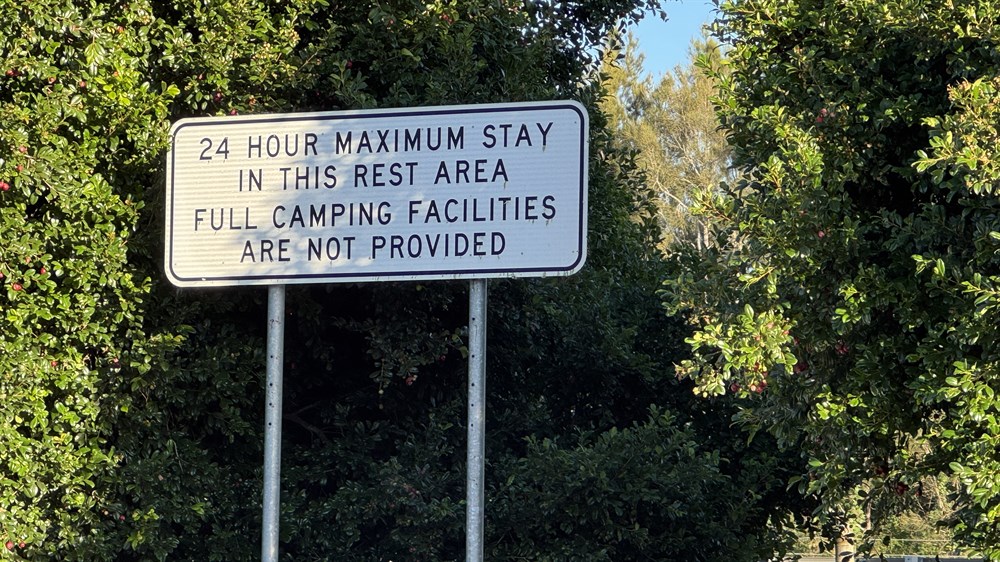 24 HOUR MAXIMUM STAY
IN THIS REST AREA
FULL CAMPING FACILITIES
ARE NOT PROVIDED